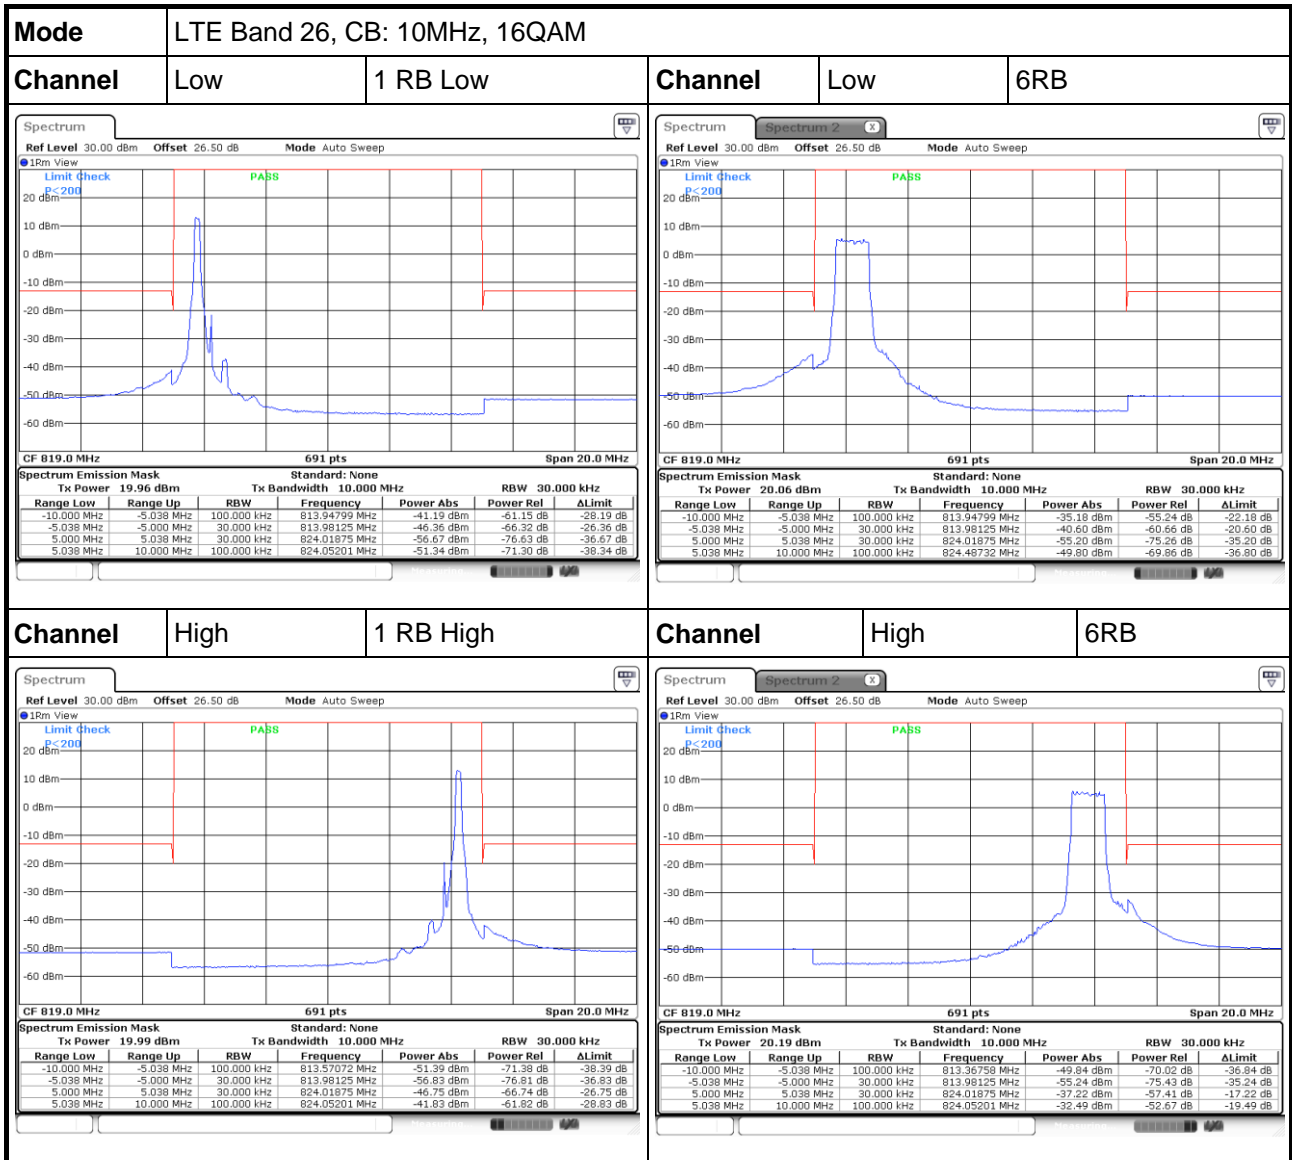 Mode LTE Band 26, CB: 10MHz, 16QAM
Channel Low 1 RB Low Channel Low 6RB
Spectrum
Ref Level 30.00 dBm Offset 26.50 dB Mode Auto Sweep
1Rm View
Limit Check PASS
P<200
20 dBm
10 dBm
0 dBm
-10 dBm
-20 dBm
-30 dBm
-40 dBm
-50 dBm
-60 dBm
CF 819.0 MHz 691 pts Span 20.0 MHz
Spectrum Emission Mask Standard: None
Tx Power 19.96 dBm Tx Bandwidth 10.000 MHz RBW 30.000 kHz
Range Low Range Up RBW Frequency Power Abs Power Rel ΔLimit
-10.000 MHz -5.038 MHz 100.000 kHz 813.94799 MHz -41.19 dBm -61.15 dB -28.19 dB
-5.038 MHz -5.000 MHz 30.000 kHz 813.98125 MHz -46.36 dBm -66.32 dB -26.36 dB
5.000 MHz 5.038 MHz 30.000 kHz 824.01875 MHz -56.67 dBm -76.63 dB -36.67 dB
5.038 MHz 10.000 MHz 100.000 kHz 824.05201 MHz -51.34 dBm -71.30 dB -38.34 dB
Spectrum Spectrum 2 X
Ref Level 30.00 dBm Offset 26.50 dB Mode Auto Sweep
1Rm View
Limit Check PASS
P<200
20 dBm
10 dBm
0 dBm
-10 dBm
-20 dBm
-30 dBm
-40 dBm
-50 dBm
-60 dBm
CF 819.0 MHz 691 pts Span 20.0 MHz
Spectrum Emission Mask Standard: None
Tx Power 20.06 dBm Tx Bandwidth 10.000 MHz RBW 30.000 kHz
Range Low Range Up RBW Frequency Power Abs Power Rel ΔLimit
-10.000 MHz -5.038 MHz 100.000 kHz 813.94799 MHz -35.18 dBm -55.24 dB -22.18 dB
-5.038 MHz -5.000 MHz 30.000 kHz 813.98125 MHz -40.60 dBm -60.66 dB -20.60 dB
5.000 MHz 5.038 MHz 30.000 kHz 824.01875 MHz -55.20 dBm -75.26 dB -35.20 dB
5.038 MHz 10.000 MHz 100.000 kHz 824.48732 MHz -49.80 dBm -69.86 dB -36.80 dB
Channel High 1 RB High Channel High 6RB
Spectrum
Ref Level 30.00 dBm Offset 26.50 dB Mode Auto Sweep
1Rm View
Limit Check PASS
P<200
20 dBm
10 dBm
0 dBm
-10 dBm
-20 dBm
-30 dBm
-40 dBm
-50 dBm
-60 dBm
CF 819.0 MHz 691 pts Span 20.0 MHz
Spectrum Emission Mask Standard: None
Tx Power 19.99 dBm Tx Bandwidth 10.000 MHz RBW 30.000 kHz
Range Low Range Up RBW Frequency Power Abs Power Rel ΔLimit
-10.000 MHz -5.038 MHz 100.000 kHz 813.57072 MHz -51.39 dBm -71.38 dB -38.39 dB
-5.038 MHz -5.000 MHz 30.000 kHz 813.98125 MHz -56.83 dBm -76.81 dB -36.83 dB
5.000 MHz 5.038 MHz 30.000 kHz 824.01875 MHz -46.75 dBm -66.74 dB -26.75 dB
5.038 MHz 10.000 MHz 100.000 kHz 824.05201 MHz -41.83 dBm -61.82 dB -28.83 dB
Spectrum Spectrum 2 X
Ref Level 30.00 dBm Offset 26.50 dB Mode Auto Sweep
1Rm View
Limit Check PASS
P<200
20 dBm
10 dBm
0 dBm
-10 dBm
-20 dBm
-30 dBm
-40 dBm
-50 dBm
-60 dBm
CF 819.0 MHz 691 pts Span 20.0 MHz
Spectrum Emission Mask Standard: None
Tx Power 20.19 dBm Tx Bandwidth 10.000 MHz RBW 30.000 kHz
Range Low Range Up RBW Frequency Power Abs Power Rel ΔLimit
-10.000 MHz -5.038 MHz 100.000 kHz 813.36758 MHz -49.84 dBm -70.02 dB -36.84 dB
-5.038 MHz -5.000 MHz 30.000 kHz 813.98125 MHz -55.24 dBm -75.43 dB -35.24 dB
5.000 MHz 5.038 MHz 30.000 kHz 824.01875 MHz -37.22 dBm -57.41 dB -17.22 dB
5.038 MHz 10.000 MHz 100.000 kHz 824.05201 MHz -32.49 dBm -52.67 dB -19.49 dB